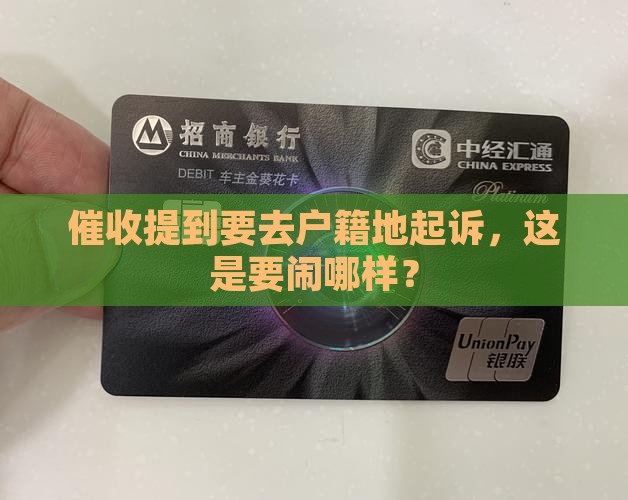 招商银行
CHINA MERCHANTS BANK
DEBIT 车主金葵花卡
中经汇通
CHINA EXPRESS
Platinum
催收提到要去户籍地起诉，这
是要闹哪样？
UnionPay
银联